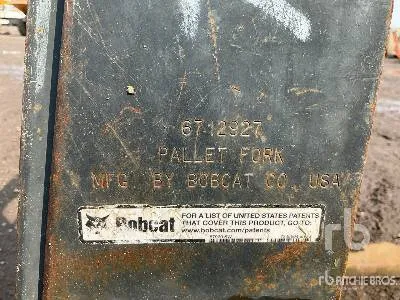 6712927
PALLET FORK
MFG BY BOBCAT CO. USA
Bobcat
FOR A LIST OF UNITED STATES PATENTS
THAT COVER THIS PRODUCT, GO TO:
www.bobcat.com/patents
rb
RITCHIE BROS